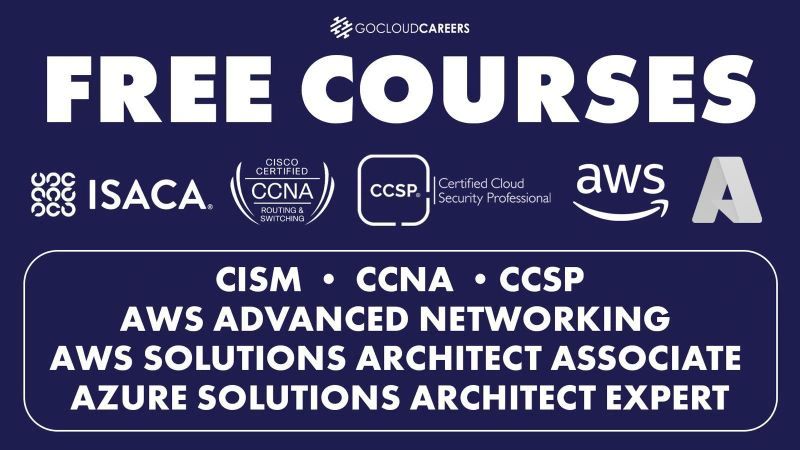 GOCLOUDCAREERS
FREE COURSES
ISACA®
CISCO
CERTIFIED
CCNA
ROUTING &
SWITCHING
CCSP®
Certified Cloud
Security Professional
aws
CISM • CCNA • CCSP
AWS ADVANCED NETWORKING
AWS SOLUTIONS ARCHITECT ASSOCIATE
AZURE SOLUTIONS ARCHITECT EXPERT